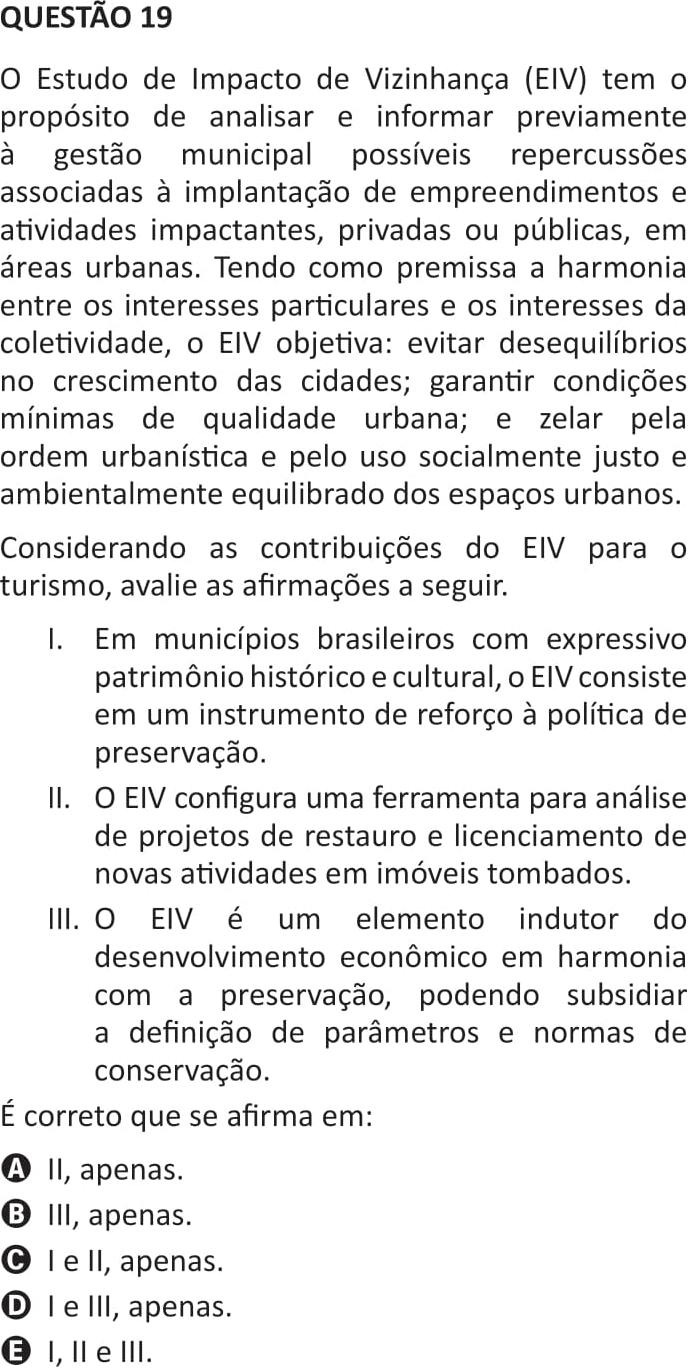 QUESTÃO 19
O Estudo de Impacto de Vizinhança (EIV) tem o
propósito de analisar e informar previamente
à gestão municipal possíveis repercussões
associadas à implantação de empreendimentos e
atividades impactantes, privadas ou públicas, em
áreas urbanas. Tendo como premissa a harmonia
entre os interesses particulares e os interesses da
coletividade, o EIV objetiva: evitar desequilíbrios
no crescimento das cidades; garantir condições
mínimas de qualidade urbana; e zelar pela
ordem urbanística e pelo uso socialmente justo e
ambientalmente equilibrado dos espaços urbanos.
Considerando as contribuições do EIV para o
turismo, avalie as afirmações a seguir.
I. Em municípios brasileiros com expressivo
patrimônio histórico e cultural, o EIV consiste
em um instrumento de reforço à política de
preservação.
II. O EIV configura uma ferramenta para análise
de projetos de restauro e licenciamento de
novas atividades em imóveis tombados.
III. O EIV é um elemento indutor do
desenvolvimento econômico em harmonia
com a preservação, podendo subsidiar
a definição de parâmetros e normas de
conservação.
É correto que se afirma em:
A II, apenas.
B III, apenas.
C I e II, apenas.
D I e III, apenas.
E I, II e III.